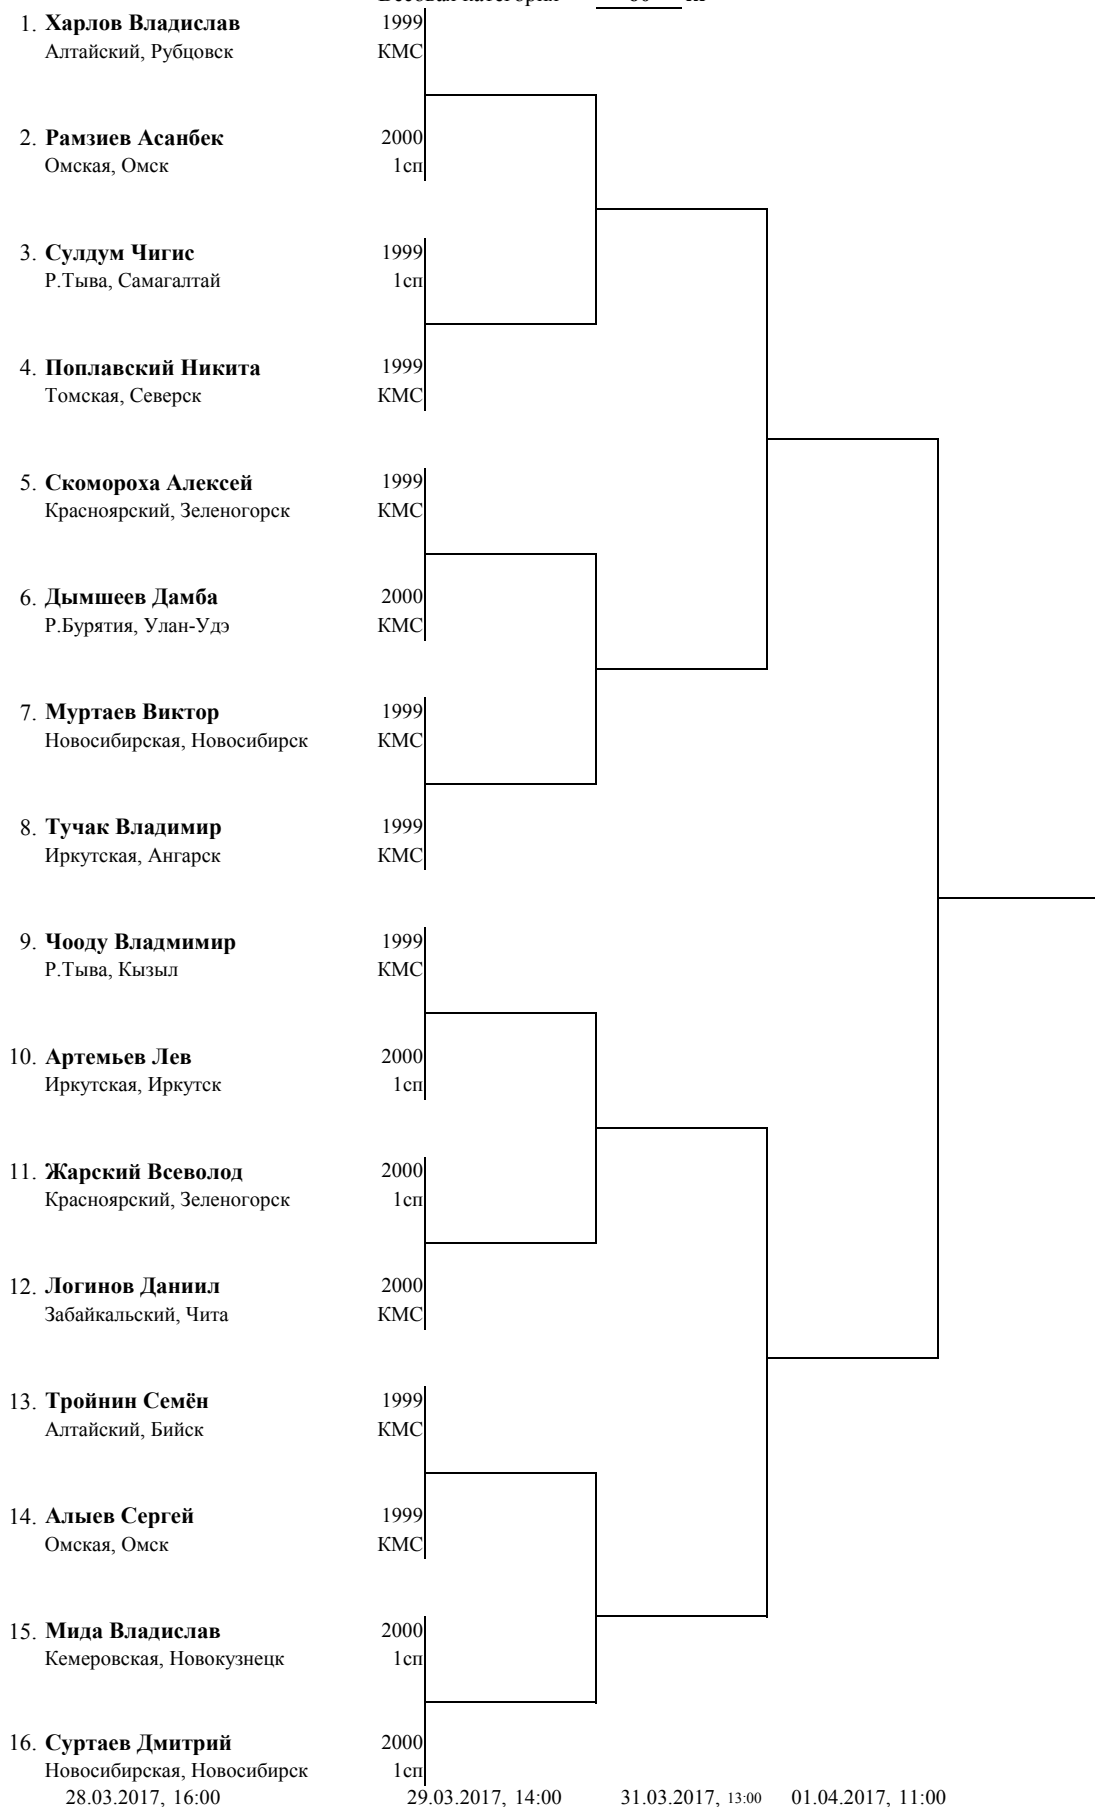 1. Харлов Владислав 1999
Алтайский, Рубцовск КМС
2. Рамзиев Асанбек 2000
Омская, Омск 1сп
3. Сулдум Чигис 1999
Р.Тыва, Самагалтай 1сп
4. Поплавский Никита 1999
Томская, Северск КМС
5. Скомороха Алексей 1999
Красноярский, Зеленогорск КМС
6. Дымшеев Дамба 2000
Р.Бурятия, Улан-Удэ КМС
7. Муртаев Виктор 1999
Новосибирская, Новосибирск КМС
8. Тучак Владимир 1999
Иркутская, Ангарск КМС
9. Чооду Владмимир 1999
Р.Тыва, Кызыл КМС
10. Артемьев Лев 2000
Иркутская, Иркутск 1сп
11. Жарский Всеволод 2000
Красноярский, Зеленогорск 1сп
12. Логинов Даниил 2000
Забайкальский, Чита КМС
13. Тройнин Семён 1999
Алтайский, Бийск КМС
14. Алыев Сергей 1999
Омская, Омск КМС
15. Мида Владислав 2000
Кемеровская, Новокузнецк 1сп
16. Суртаев Дмитрий 2000
Новосибирская, Новосибирск 1сп
28.03.2017, 16:00 29.03.2017, 14:00 31.03.2017, 13:00 01.04.2017, 11:00